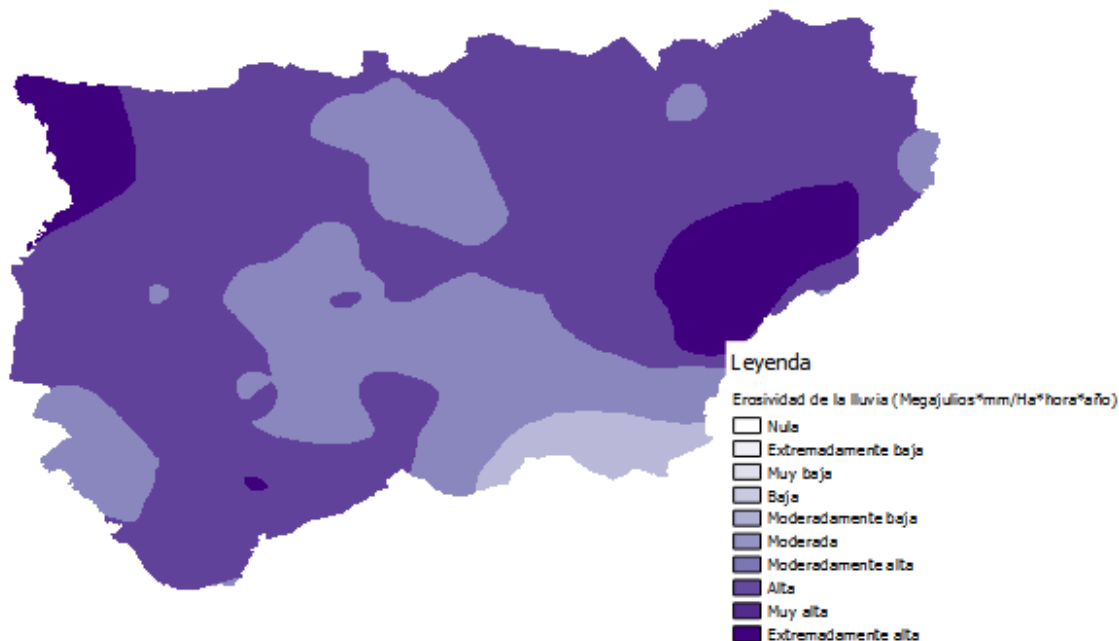 Leyenda
Erosividad de la lluvia (Megajulios*mm/Ha*hora*año)
Nula
Extremadamente baja
Muy baja
Baja
Moderadamente baja
Moderada
Moderadamente alta
Alta
Muy alta
Extremadamente alta